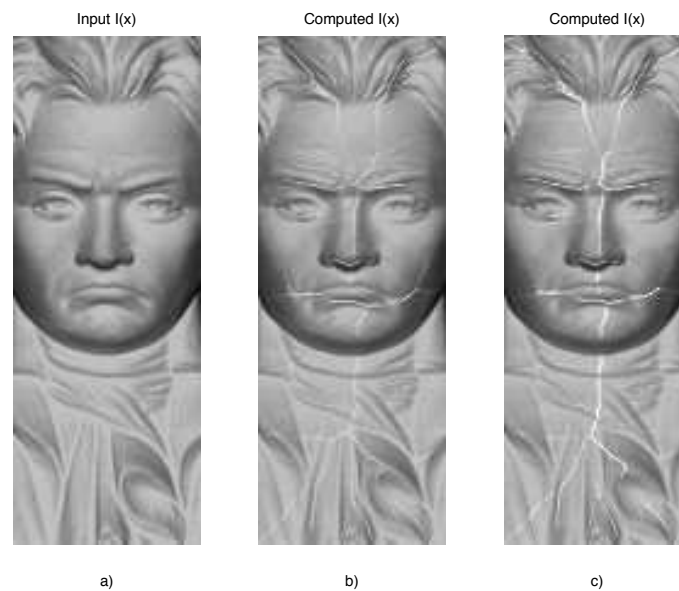 Input I(x)
Computed I(x)
Computed I(x)
a)
b)
c)